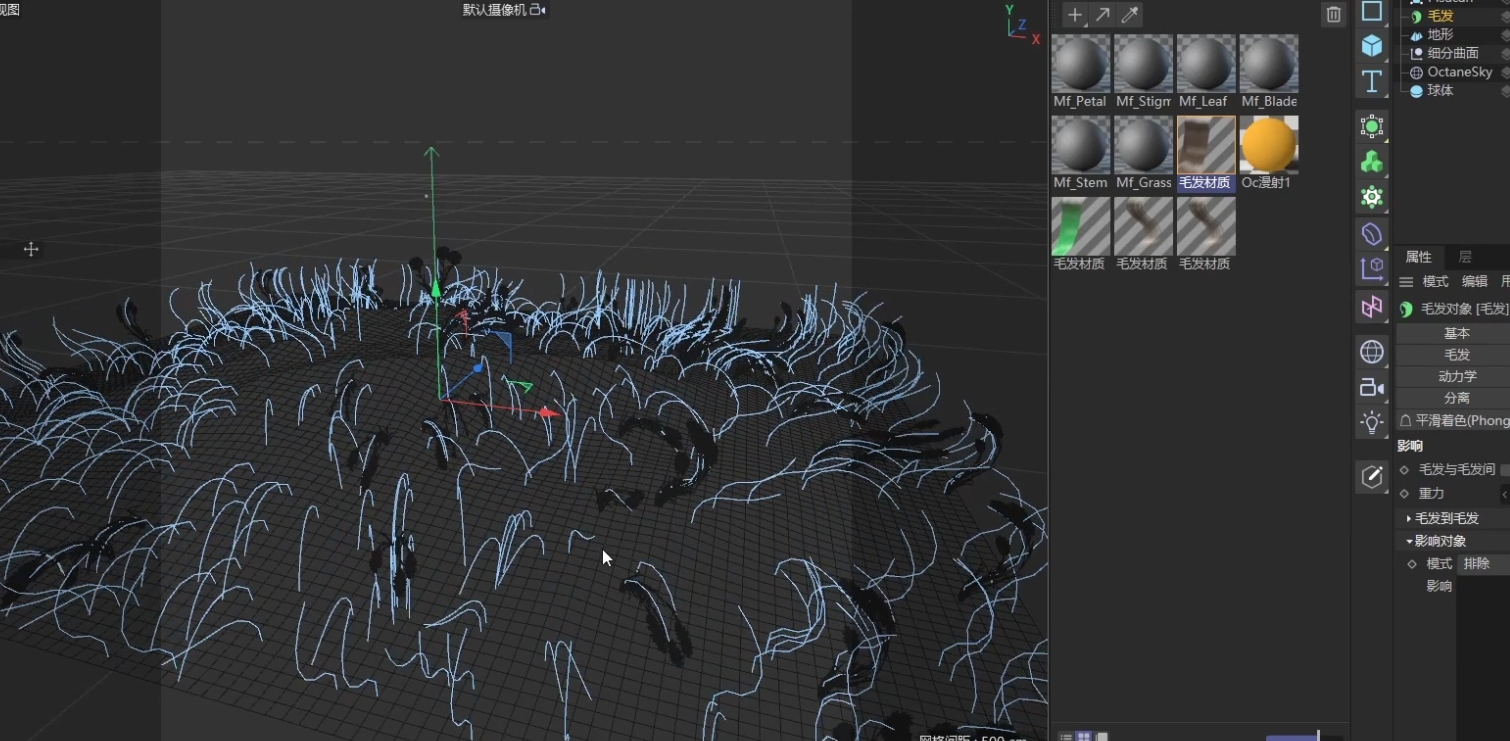 视图
默认摄像机
Y
Z
X
网格间距 : 500 cm
Mf_Petal
Mf_Stigm
Mf_Leaf
Mf_Blade
Mf_Stem
Mf_Grass
毛发材质
Oc漫射1
毛发材质
毛发材质
毛发材质
毛发
地形
细分曲面
OctaneSky
球体
属性
层
模式
编辑
用
毛发对象 [毛发]
基本
毛发
动力学
分离
平滑着色(Phong
影响
毛发与毛发间
重力
毛发到毛发
影响对象
模式
排除
影响